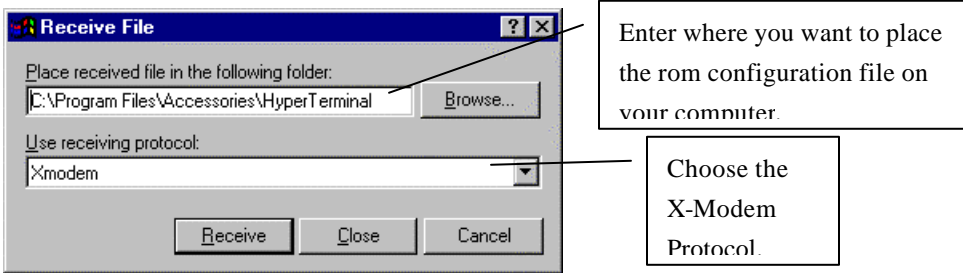 Receive File
Place received file in the following folder:
C:\Program Files\Accessories\HyperTerminal
Browse...
Use receiving protocol:
Xmodem
Receive
Close
Cancel
Enter where you want to place
the rom configuration file on
your computer.
Choose the
X-Modem
Protocol.